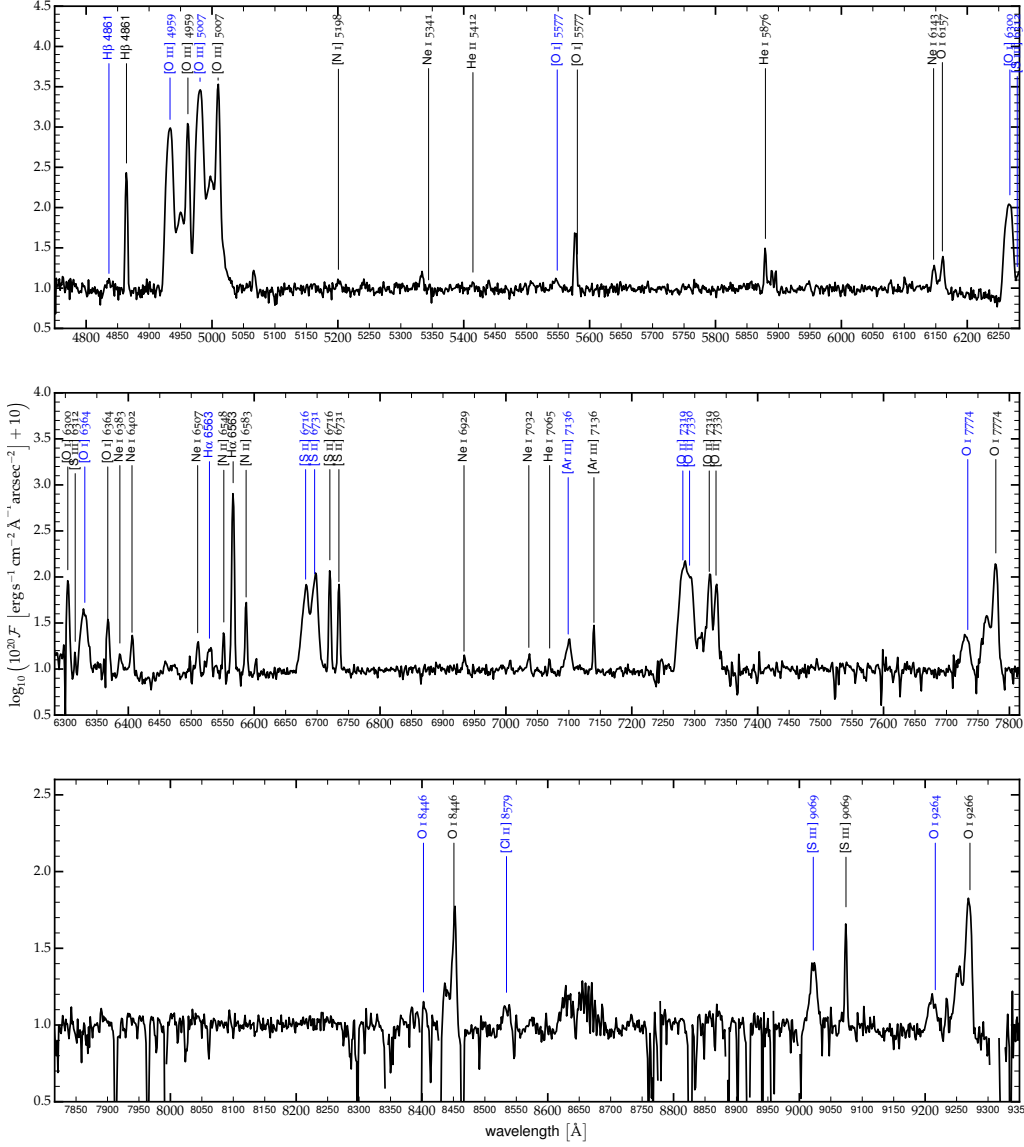 4.5
4.0
3.5
3.0
2.5
2.0
1.5
1.0
0.5
Hβ 4861
Hβ 4861
[O III] 4959
[O III] 4959
[O III] 5007
[O III] 5007
[N I] 5198
Ne I 5341
He II 5412
[O I] 5577
[O I] 5577
He I 5876
Ne I 6143
O I 6157
[O I] 6300
4800 4850 4900 4950 5000 5050 5100 5150 5200 5250 5300 5350 5400 5450 5500 5550 5600 5650 5700 5750 5800 5850 5900 5950 6000 6050 6100 6150 6200 6250
log₁₀ (10²⁰ F [erg s⁻¹ cm⁻² Å⁻¹ arcsec⁻²] + 10)
4.0
3.5
3.0
2.5
2.0
1.5
1.0
0.5
[O I] 6300
[S III] 6312
[O I] 6364
[O I] 6364
Ne I 6383
Ne I 6402
Ne I 6507
Hα 6563
[N II] 6548
Hα 6563
[N II] 6583
[S II] 6716
[S II] 6731
[S II] 6716
[S II] 6731
Ne I 6929
Ne I 7032
He I 7065
[Ar III] 7136
[Ar III] 7136
[O II] 7319
[O II] 7330
[O II] 7319
[O II] 7330
O I 7774
O I 7774
6300 6350 6400 6450 6500 6550 6600 6650 6700 6750 6800 6850 6900 6950 7000 7050 7100 7150 7200 7250 7300 7350 7400 7450 7500 7550 7600 7650 7700 7750 7800
2.5
2.0
1.5
1.0
0.5
O I 8446
O I 8446
[Cl II] 8579
[S III] 9069
[S III] 9069
O I 9264
O I 9266
7850 7900 7950 8000 8050 8100 8150 8200 8250 8300 8350 8400 8450 8500 8550 8600 8650 8700 8750 8800 8850 8900 8950 9000 9050 9100 9150 9200 9250 9300 935
wavelength [Å]